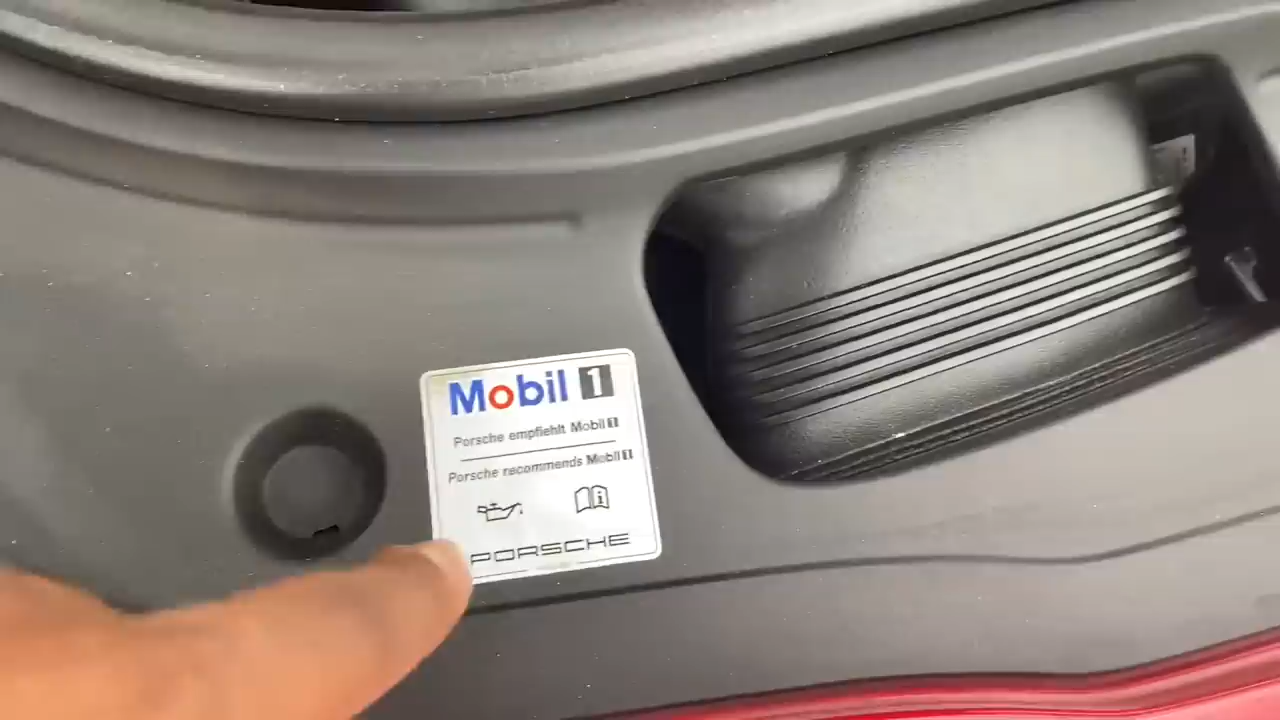 Mobil 1
Porsche empfiehlt Mobil 1
Porsche recommends Mobil 1
PORSCHE